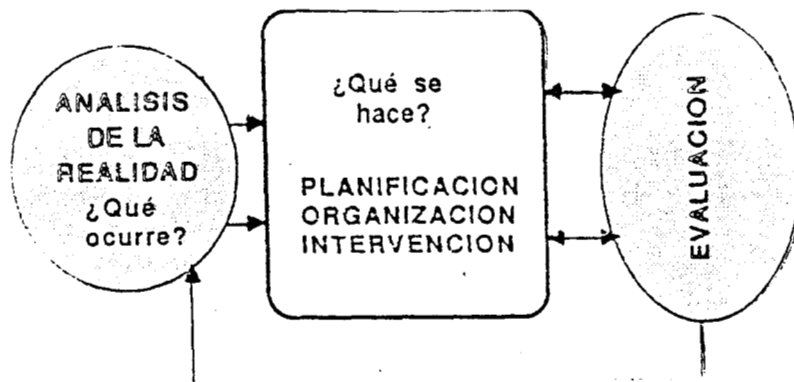 ANALISIS
DE LA
REALIDAD
¿Qué
ocurre?
¿Qué se
hace?
PLANIFICACION
ORGANIZACION
INTERVENCION
EVALUACION